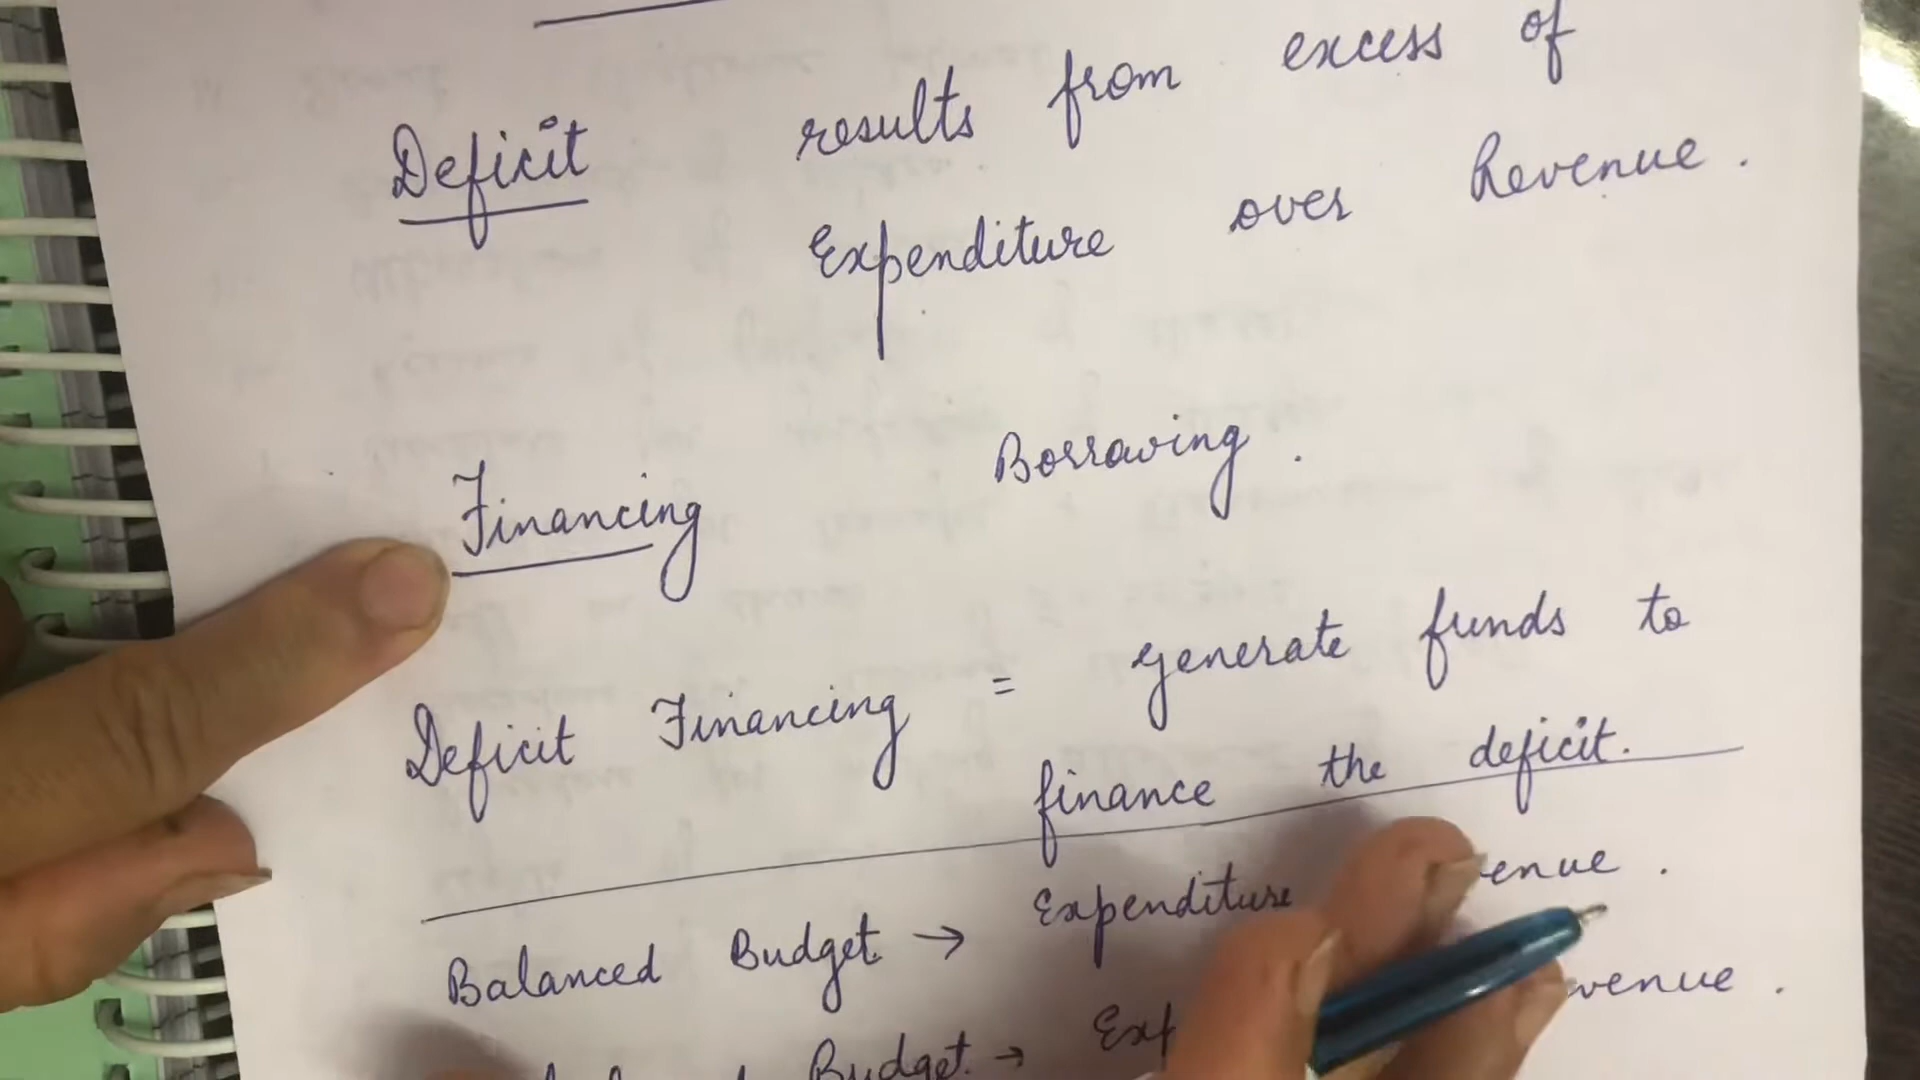 Deficit results from excess of
Expenditure over Revenue.
Financing Borrowing.
Deficit Financing = generate funds to
finance the deficit.
Balanced Budget → Expenditure enue.
Budget → Exp venue.